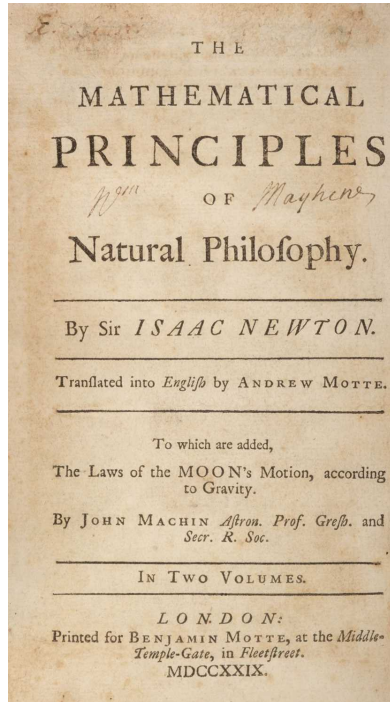 THE
MATHEMATICAL
PRINCIPLES
OF
Natural Philoſophy.
By Sir ISAAC NEWTON.
Tranſlated into Engliſh by ANDREW MOTTE.
To which are added,
The Laws of the MOON's Motion, according
to Gravity.
By JOHN MACHIN Aſtron. Prof. Greſh. and
Secr. R. Soc.
IN TWO VOLUMES.
LONDON:
Printed for BENJAMIN MOTTE, at the Middle-
Temple-Gate, in Fleetſtreet.
MDCCXXIX.